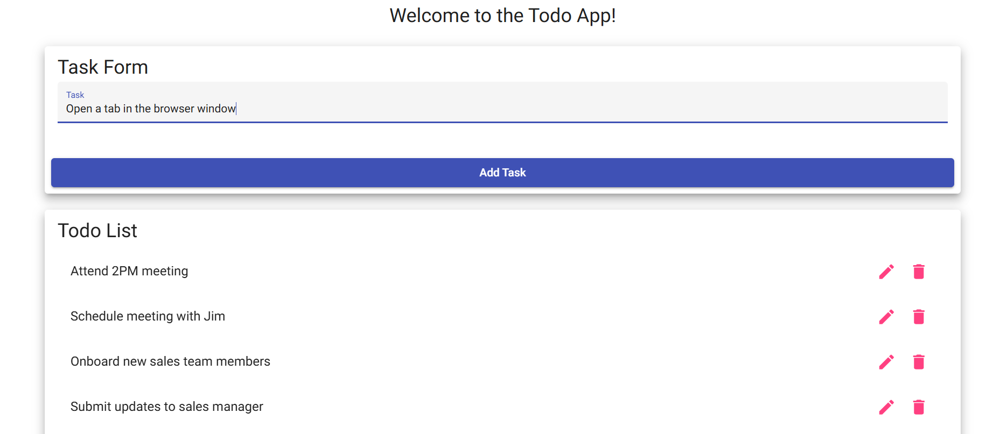 Welcome to the Todo App!
Task Form
Task
Open a tab in the browser window
Add Task
Todo List
Attend 2PM meeting
Schedule meeting with Jim
Onboard new sales team members
Submit updates to sales manager